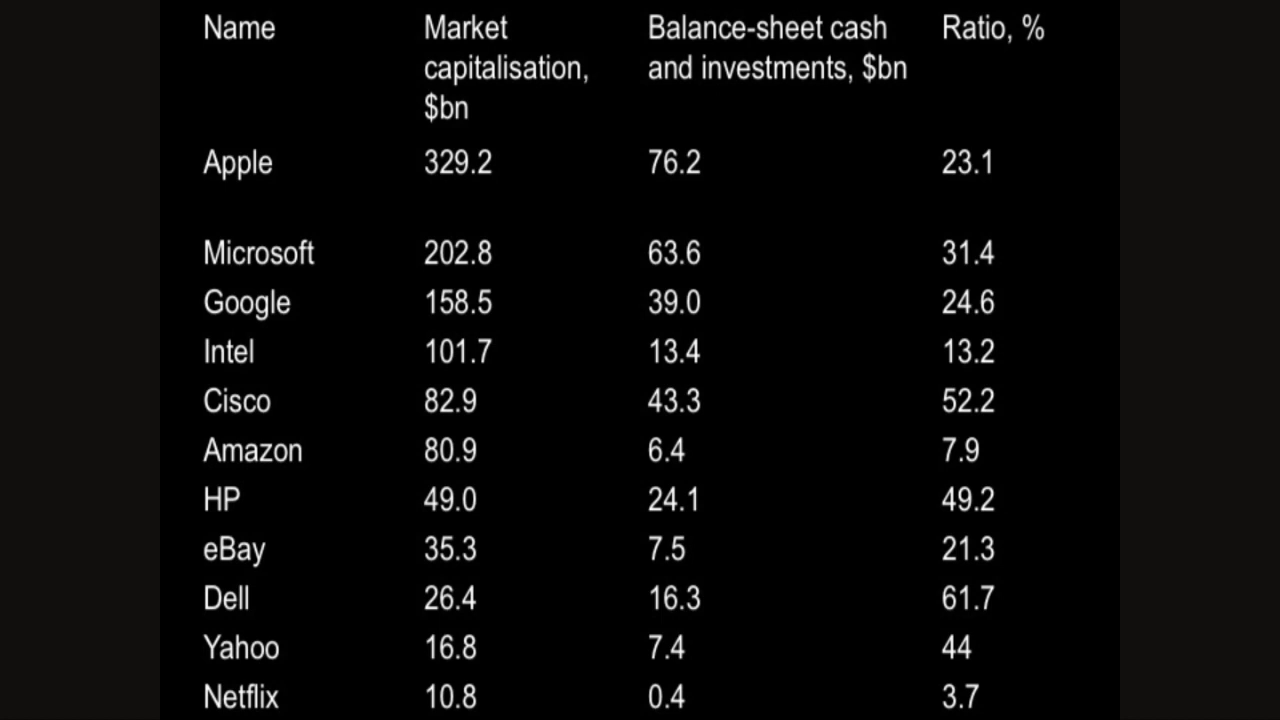 Name Market Balance-sheet cash Ratio, %
capitalisation, and investments, $bn
$bn
Apple 329.2 76.2 23.1
Microsoft 202.8 63.6 31.4
Google 158.5 39.0 24.6
Intel 101.7 13.4 13.2
Cisco 82.9 43.3 52.2
Amazon 80.9 6.4 7.9
HP 49.0 24.1 49.2
eBay 35.3 7.5 21.3
Dell 26.4 16.3 61.7
Yahoo 16.8 7.4 44
Netflix 10.8 0.4 3.7